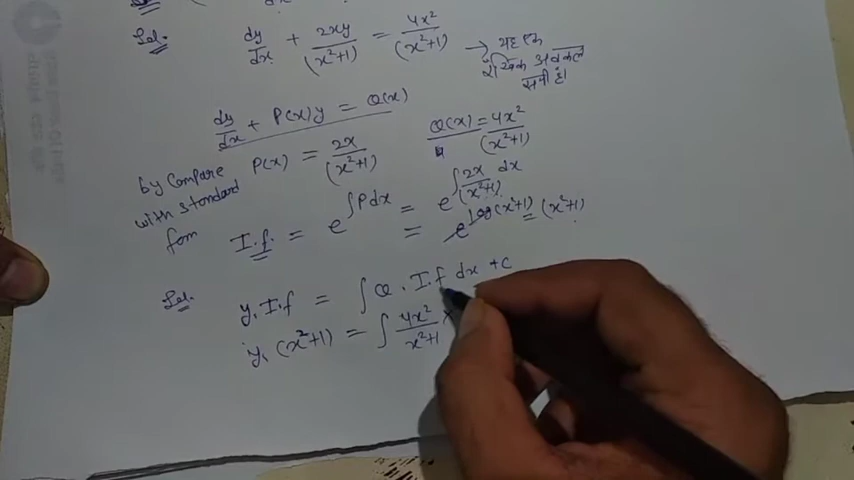 Sol.
dy/dx + 2xy/(x²+1) = 4x²/(x²+1) → यह एक
रैखिक अवकल
समी है।
dy/dx + P(x)y = Q(x)
by Compare P(x) = 2x/(x²+1) Q(x) = 4x²/(x²+1)
with standard
form I.f. = e^∫Pdx = e^∫2x/(x²+1) dx
= e^log(x²+1) = (x²+1)
Sol. y. I.f = ∫Q . I.f dx + c
y. (x²+1) = ∫ 4x²/x²+1 ×